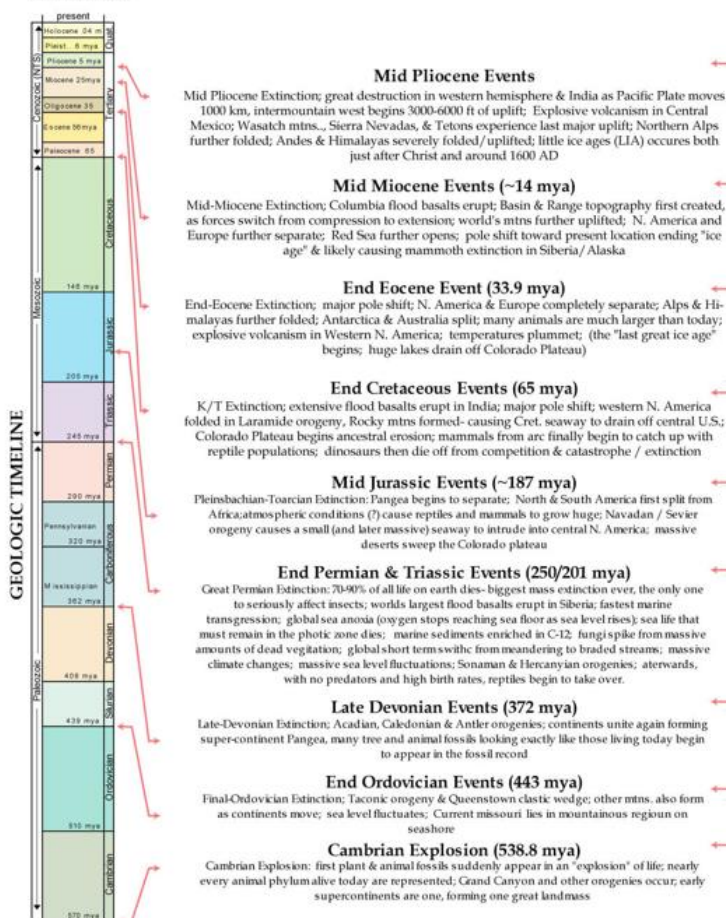 present
Holocene .04 m
Pleist.. .6 mya
Pliocene 5 mya
Miocene 25mya
Oligocene 35
Eocene 56mya
Paleocene 65
146 mya
208 mya
245 mya
290 mya
Pennsylvanian
320 mya
Mississippian
362 mya
408 mya
439 mya
510 mya
570 mya
Quat.
Tertiary
Cretaceous
Jurassic
Triassic
Permian
Carboniferous
Devonian
Silurian
Ordovician
Cambrian
Cenozoic (NTS)
Mesozoic
Paleozoic
GEOLOGIC TIMELINE
Mid Pliocene Events
Mid Pliocene Extinction; great destruction in western hemisphere & India as Pacific Plate moves
1000 km, intermountain west begins 3000-6000 ft of uplift; Explosive volcanism in Central
Mexico; Wasatch mtns.., Sierra Nevadas, & Tetons experience last major uplift; Northern Alps
further folded; Andes & Himalayas severely folded/uplifted; little ice ages (LIA) occures both
just after Christ and around 1600 AD
Mid Miocene Events (~14 mya)
Mid-Miocene Extinction; Columbia flood basalts erupt; Basin & Range topography first created,
as forces switch from compression to extension; world's mtns further uplifted; N. America and
Europe further separate; Red Sea further opens; pole shift toward present location ending "ice
age" & likely causing mammoth extinction in Siberia/Alaska
End Eocene Event (33.9 mya)
End-Eocene Extinction; major pole shift; N. America & Europe completely separate; Alps & Hi-
malayas further folded; Antarctica & Australia split; many animals are much larger than today;
explosive volcanism in Western N. America; temperatures plummet; (the "last great ice age"
begins; huge lakes drain off Colorado Plateau)
End Cretaceous Events (65 mya)
K/T Extinction; extensive flood basalts erupt in India; major pole shift; western N. America
folded in Laramide orogeny, Rocky mtns formed- causing Cret. seaway to drain off central U.S.;
Colorado Plateau begins ancestral erosion; mammals from arc finally begin to catch up with
reptile populations; dinosaurs then die off from competition & catastrophe / extinction
Mid Jurassic Events (~187 mya)
Pleinsbachian-Toarcian Extinction: Pangea begins to separate; North & South America first split from
Africa;atmospheric conditions (?) cause reptiles and mammals to grow huge; Navadan / Sevier
orogeny causes a small (and later massive) seaway to intrude into central N. America; massive
deserts sweep the Colorado plateau
End Permian & Triassic Events (250/201 mya)
Great Permian Extinction: 70-90% of all life on earth dies- biggest mass extinction ever, the only one
to seriously affect insects; worlds largest flood basalts erupt in Siberia; fastest marine
transgression; global sea anoxia (oxygen stops reaching sea floor as sea level rises); sea life that
must remain in the photic zone dies; marine sediments enriched in C-12; fungi spike from massive
amounts of dead vegitation; global short term swithc from meandering to braded streams; massive
climate changes; massive sea level fluctuations; Sonaman & Hercanyian orogenies; aterwards,
with no predators and high birth rates, reptiles begin to take over.
Late Devonian Events (372 mya)
Late-Devonian Extinction; Acadian, Caledonian & Antler orogenies; continents unite again forming
super-continent Pangea, many tree and animal fossils looking exactly like those living today begin
to appear in the fossil record
End Ordovician Events (443 mya)
Final-Ordovician Extinction; Taconic orogeny & Queenstown clastic wedge; other mtns. also form
as continents move; sea level fluctuates; Current missouri lies in mountainous regioun on
seashore
Cambrian Explosion (538.8 mya)
Cambrian Explosion: first plant & animal fossils suddenly appear in an "explosion" of life; nearly
every animal phylum alive today are represented; Grand Canyon and other orogenies occur; early
supercontinents are one, forming one great landmass